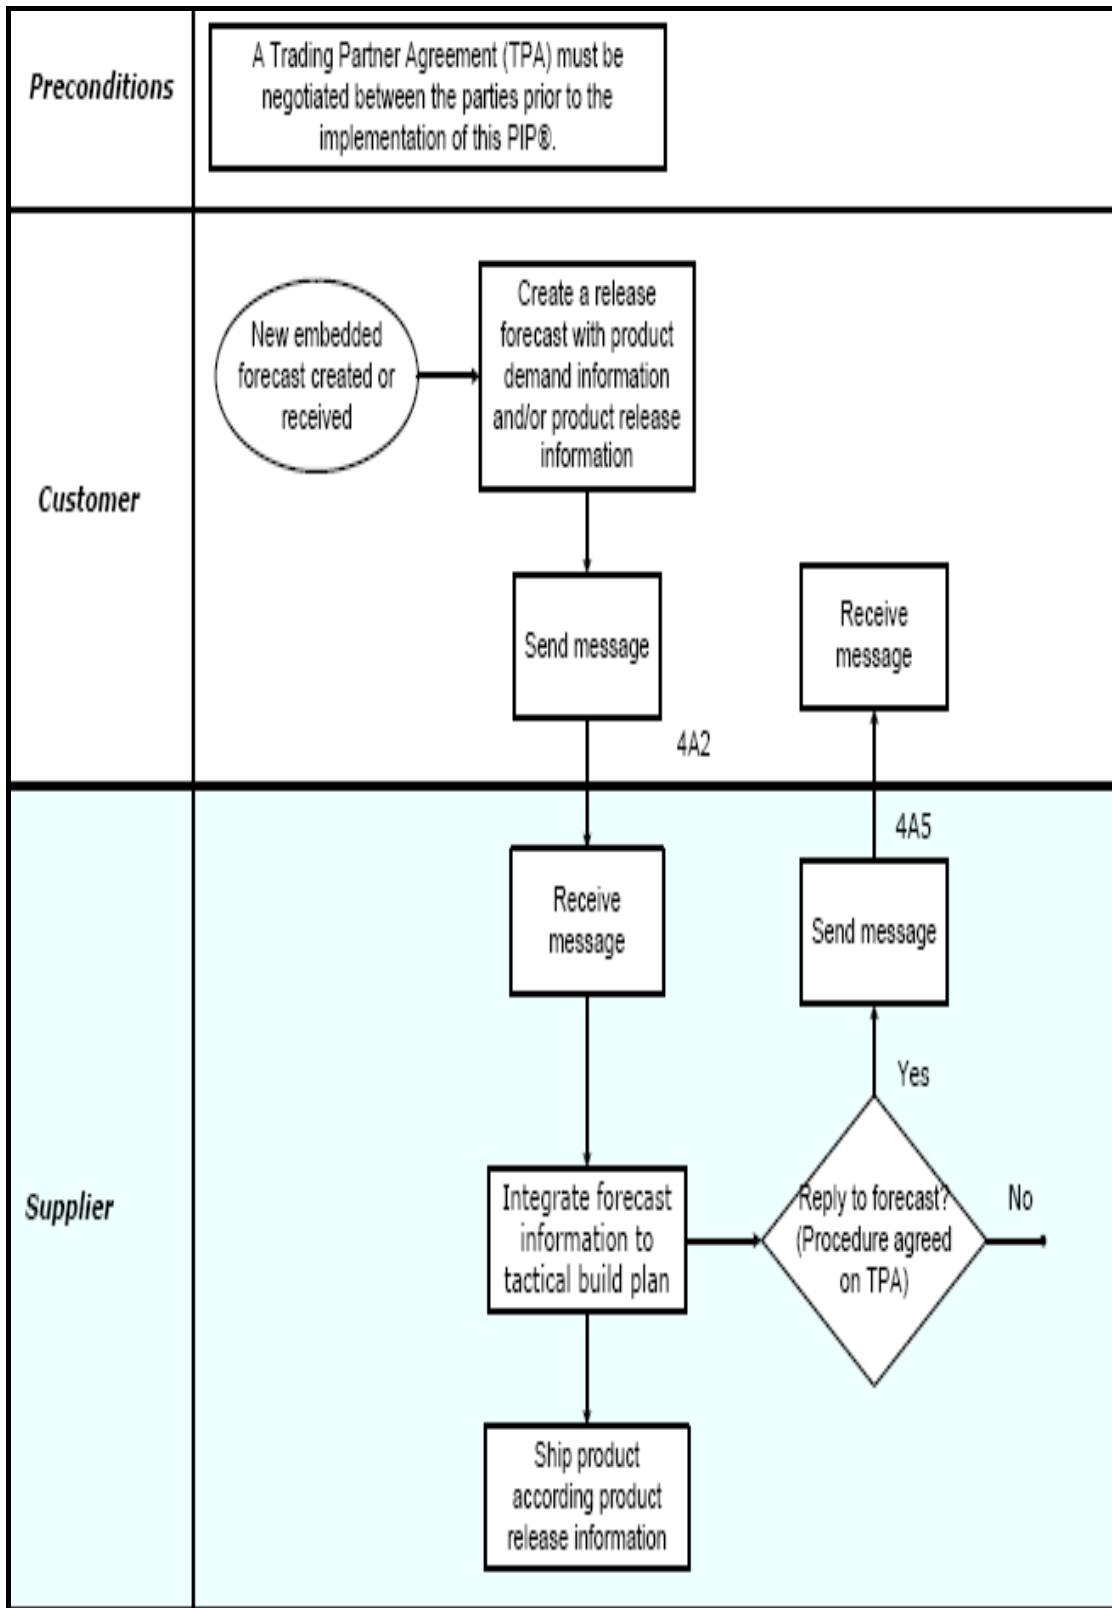 Preconditions
A Trading Partner Agreement (TPA) must be
negotiated between the parties prior to the
implementation of this PIP®.
Customer
New embedded
forecast created or
received
Create a release
forecast with product
demand information
and/or product release
information
Send message
4A2
Receive
message
Supplier
Receive
message
4A5
Send message
Yes
Integrate forecast
information to
tactical build plan
Reply to forecast?
(Procedure agreed
on TPA)
No
Ship product
according product
release information